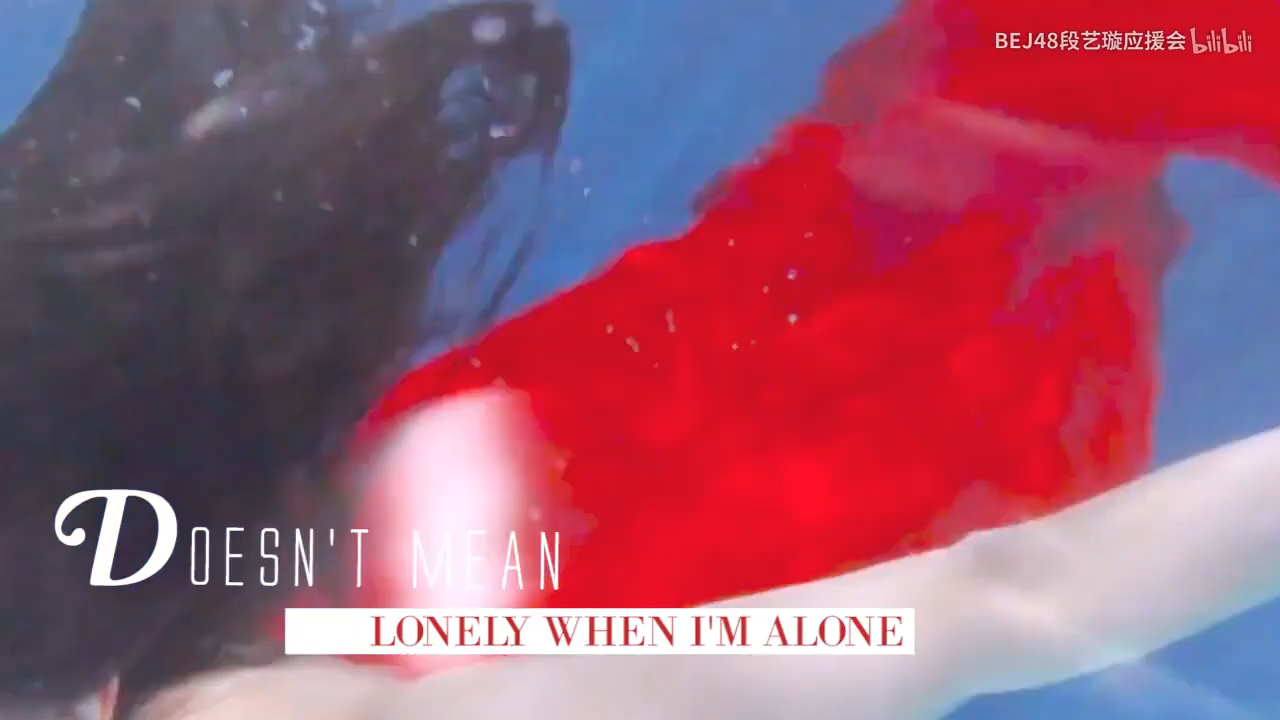 BEJ48段艺璇应援会 bilibili
DOESN'T MEAN
LONELY WHEN I'M ALONE